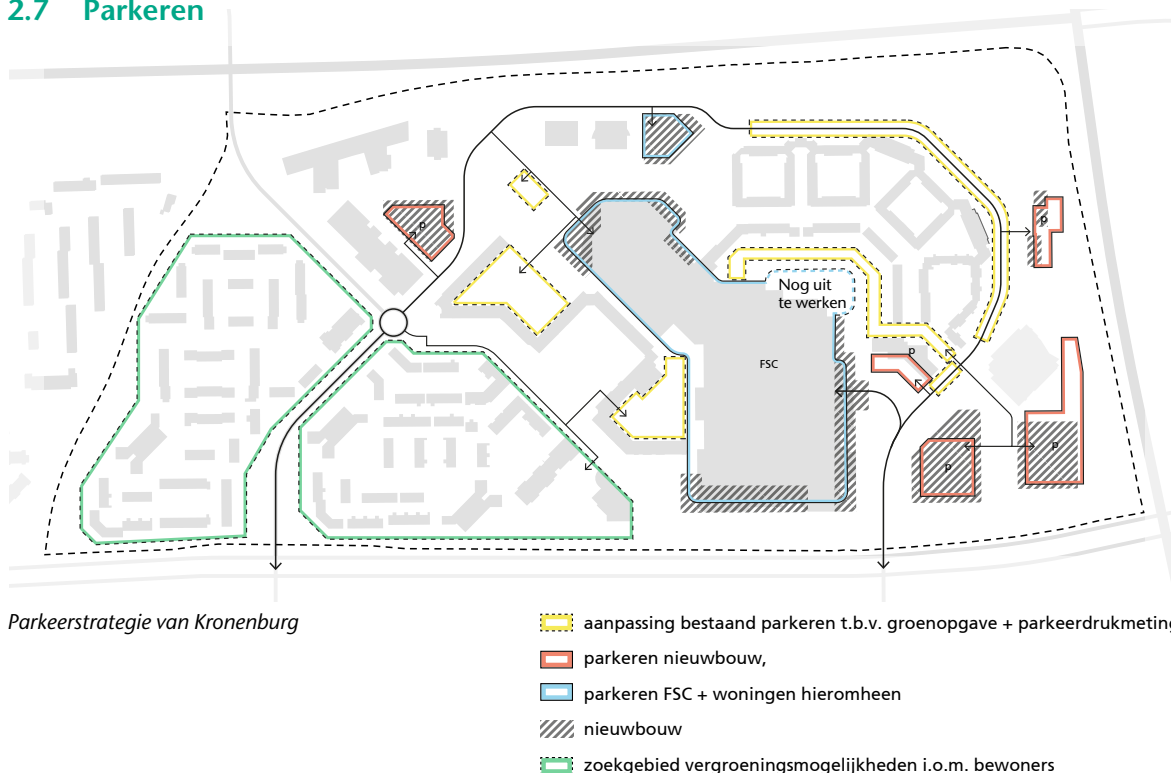 2.7 Parkeren
p
p
Nog uit
te werken
FSC
p
p
p
Parkeerstrategie van Kronenburg
aanpassing bestaand parkeren t.b.v. groenopgave + parkeerdrukmeting
parkeren nieuwbouw,
parkeren FSC + woningen hieromheen
nieuwbouw
zoekgebied vergroeningsmogelijkheden i.o.m. bewoners